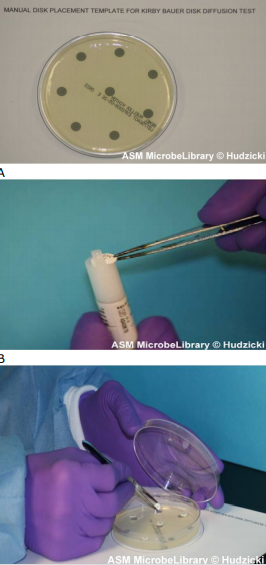 MANUAL DISK PLACEMENT TEMPLATE FOR KIRBY BAUER DISK DIFFUSION TEST
ASM MicrobeLibrary © Hudzicki
A
ASM MicrobeLibrary © Hudzicki
B
ASM MicrobeLibrary © Hudzicki